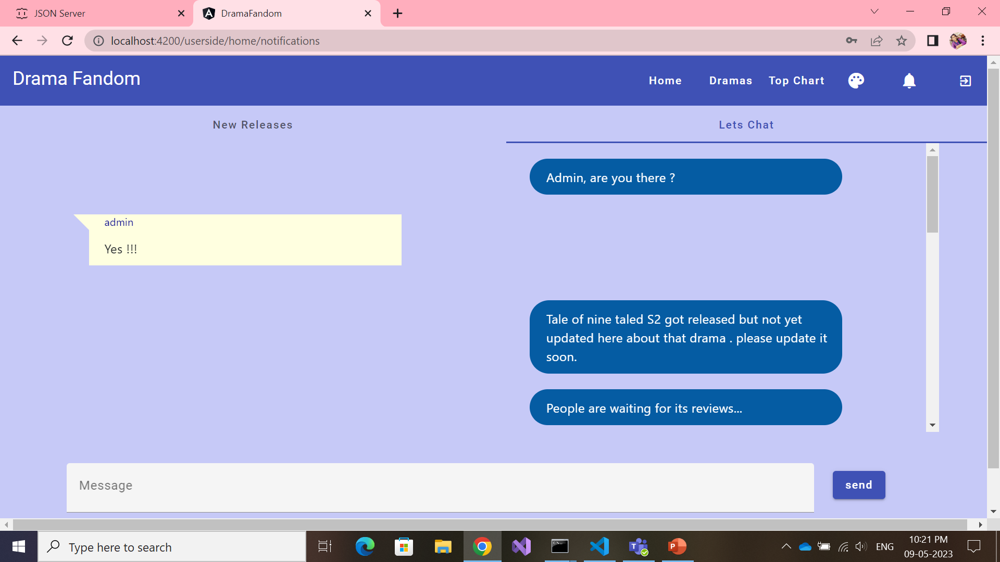 JSON Server
DramaFandom
localhost:4200/userside/home/notifications
Drama Fandom
Home
Dramas
Top Chart
New Releases
Lets Chat
Admin, are you there ?
admin
Yes !!!
Tale of nine taled S2 got released but not yet
updated here about that drama . please update it
soon.
People are waiting for its reviews...
Message
send
Type here to search
ENG
10:21 PM
09-05-2023